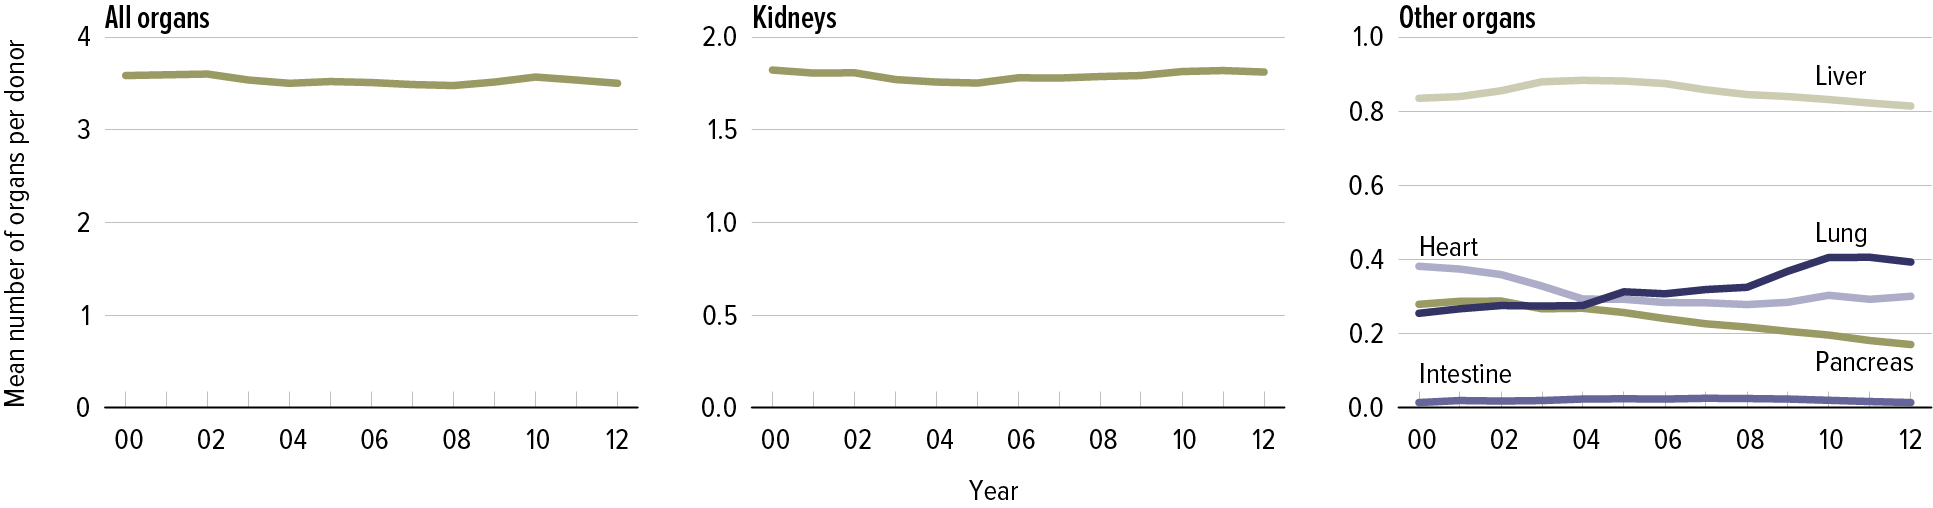 Mean number of organs per donor
All organs
4
3
2
1
0
00 02 04 06 08 10 12
Kidneys
2.0
1.5
1.0
0.5
0.0
00 02 04 06 08 10 12
Year
Other organs
1.0
0.8
0.6
0.4
0.2
0.0
Liver
Heart
Lung
Pancreas
Intestine
00 02 04 06 08 10 12